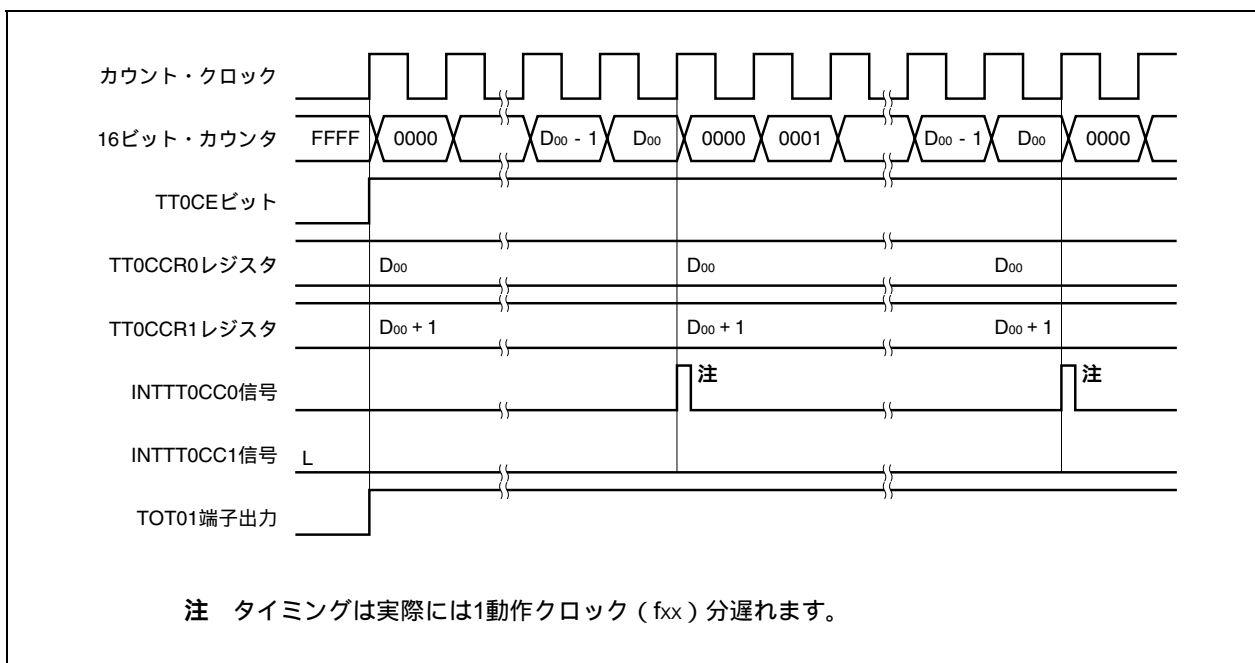 カウント・クロック
16ビット・カウンタ FFFF 0000 D00 - 1 D00 0000 0001 D00 - 1 D00 0000
TT0CEビット
TT0CCR0レジスタ D00 D00 D00
TT0CCR1レジスタ D00 + 1 D00 + 1 D00 + 1
INTTT0CC0信号 注 注
INTTT0CC1信号 L
TOT01端子出力
注 タイミングは実際には1動作クロック(fxx)分遅れます。